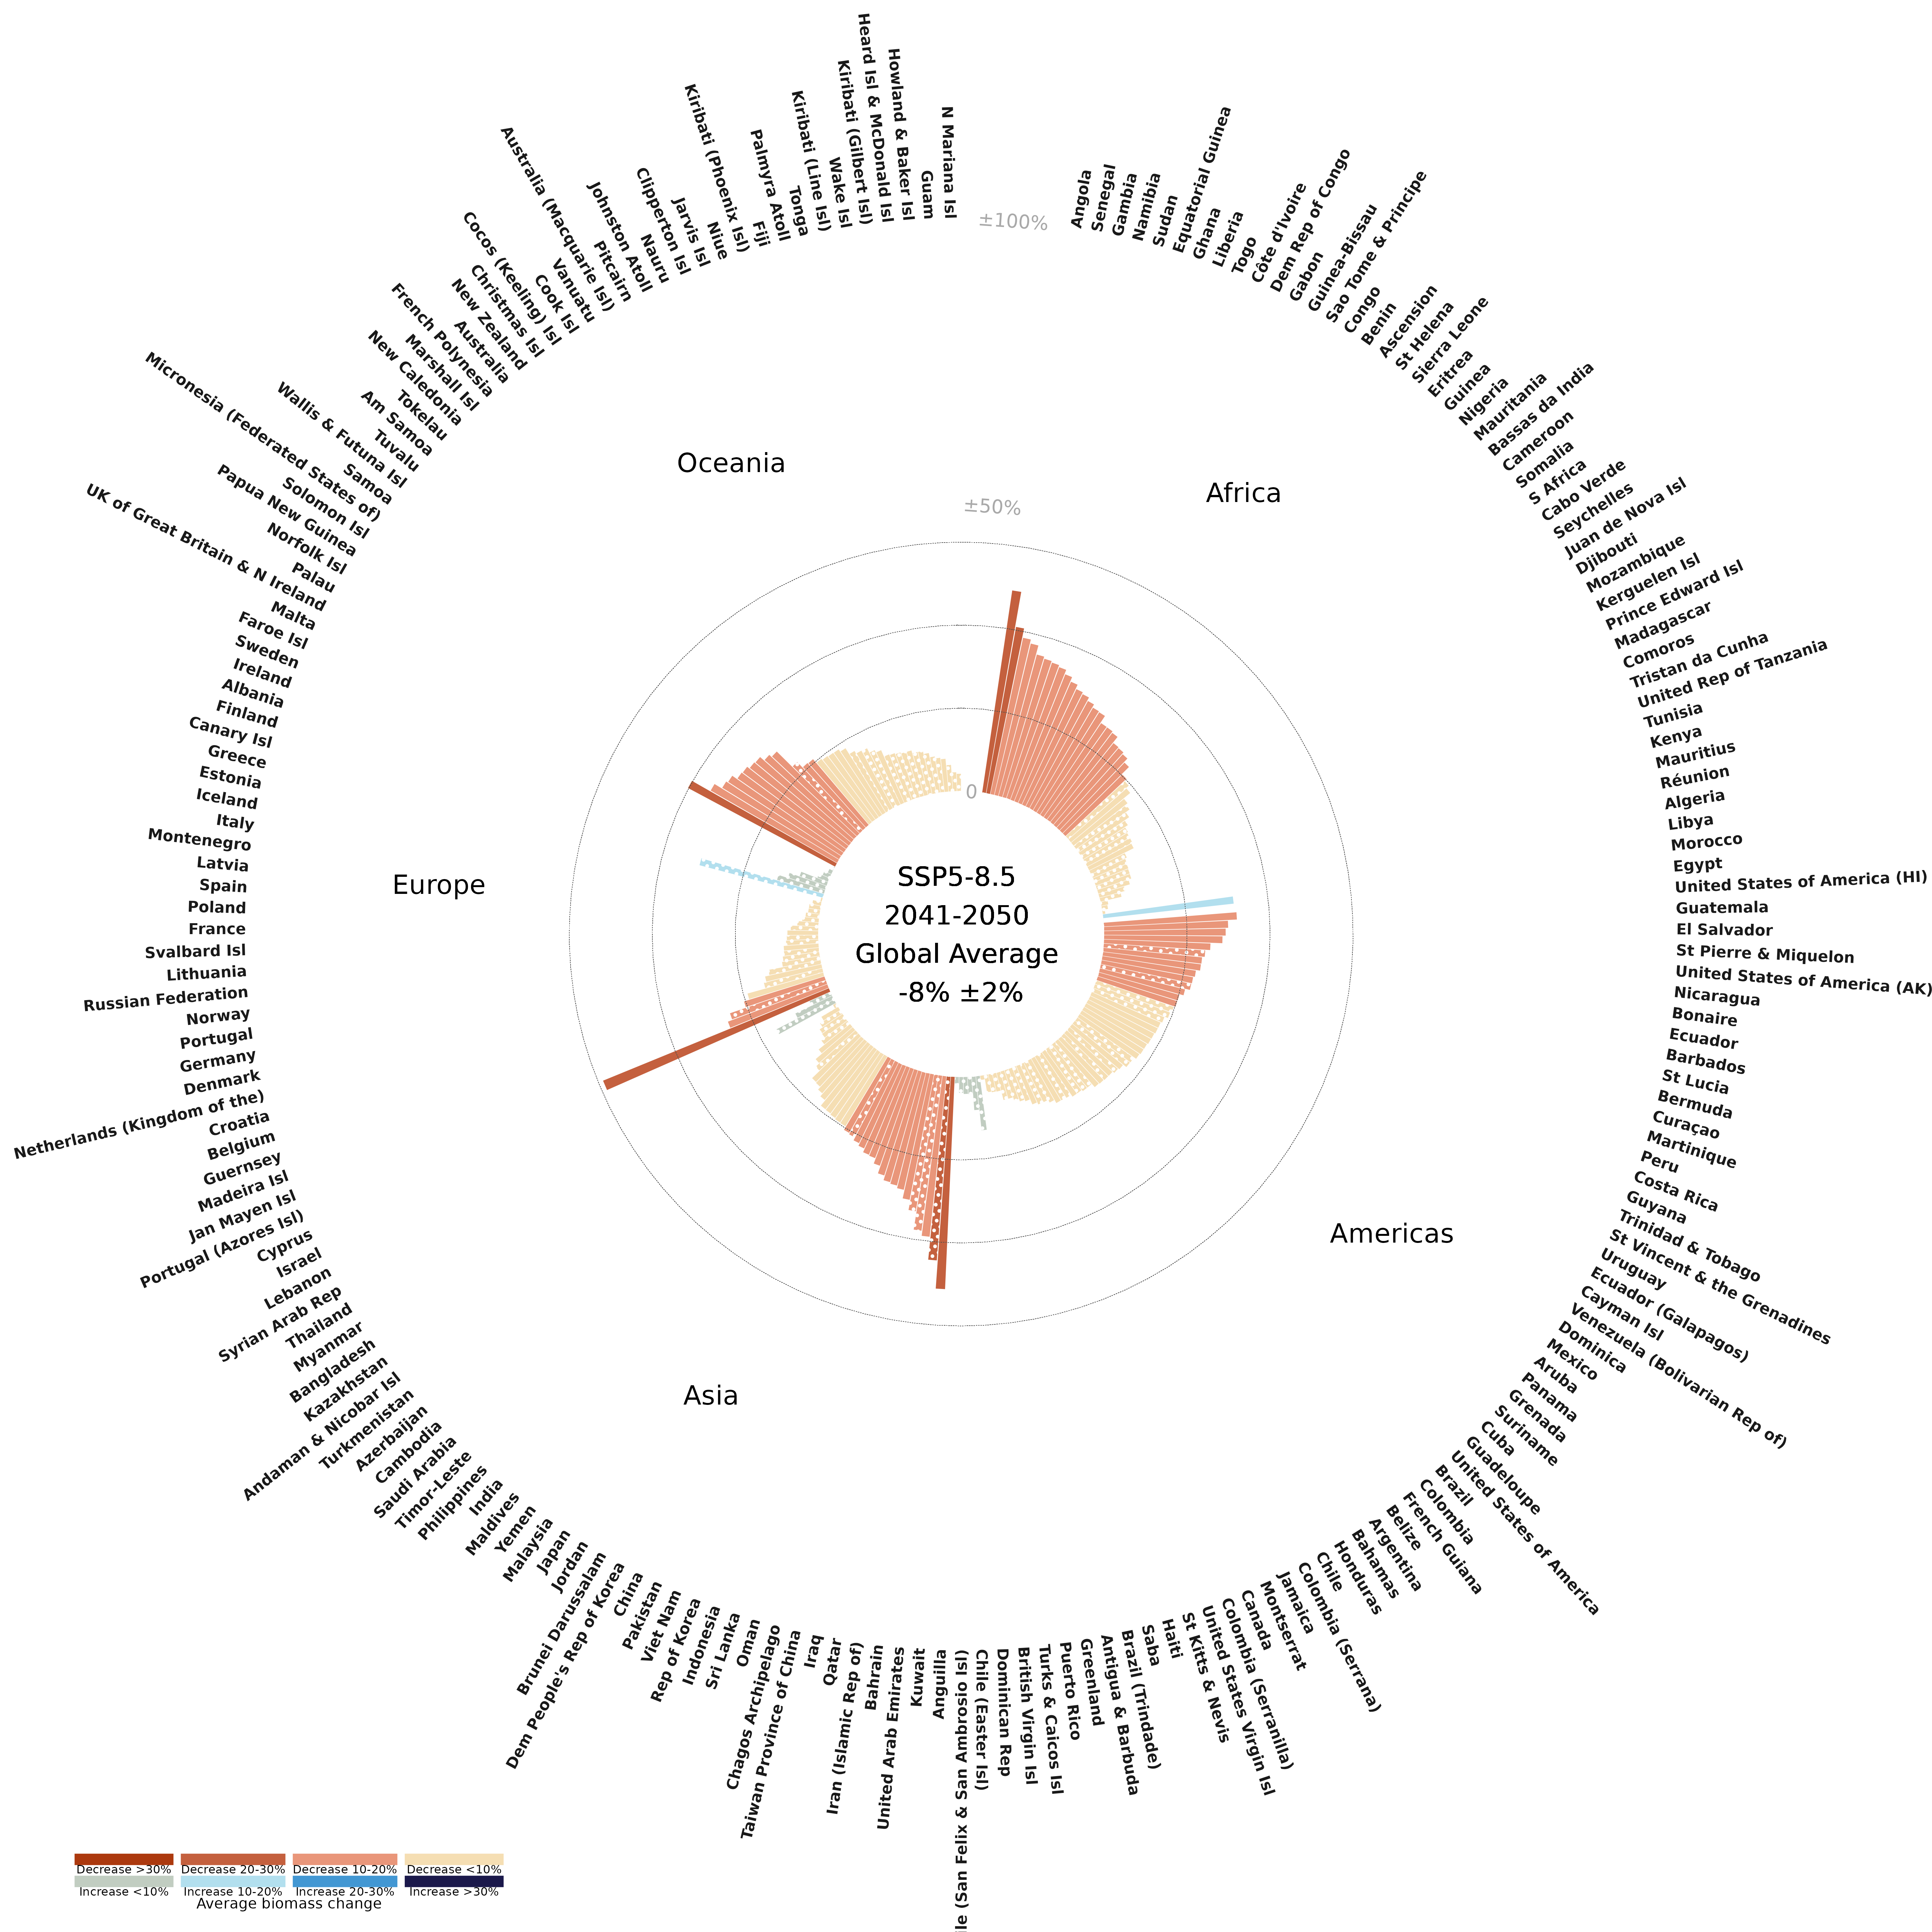 SSP5-8.5
2041-2050
Global Average
-8% ±2%
0
±50%
±100%
Africa
Angola
Senegal
Gambia
Namibia
Sudan
Equatorial Guinea
Ghana
Liberia
Togo
Côte d'Ivoire
Dem Rep of Congo
Gabon
Guinea-Bissau
Sao Tome & Principe
Congo
Benin
Ascension
St Helena
Sierra Leone
Eritrea
Guinea
Nigeria
Mauritania
Bassas da India
Cameroon
Somalia
S Africa
Cabo Verde
Seychelles
Juan de Nova Isl
Djibouti
Mozambique
Kerguelen Isl
Prince Edward Isl
Madagascar
Comoros
Tristan da Cunha
United Rep of Tanzania
Tunisia
Kenya
Mauritius
Réunion
Algeria
Libya
Morocco
Egypt
Americas
United States of America (HI)
Guatemala
El Salvador
St Pierre & Miquelon
United States of America (AK)
Nicaragua
Bonaire
Ecuador
Barbados
St Lucia
Bermuda
Curaçao
Martinique
Peru
Costa Rica
Guyana
Trinidad & Tobago
St Vincent & the Grenadines
Uruguay
Ecuador (Galapagos)
Cayman Isl
Venezuela (Bolivarian Rep of)
Dominica
Mexico
Aruba
Panama
Grenada
Suriname
Cuba
Guadeloupe
United States of America
Brazil
Colombia
French Guiana
Belize
Argentina
Bahamas
Honduras
Chile
Colombia (Serrana)
Jamaica
Montserrat
Canada
Colombia (Serranilla)
United States Virgin Isl
St Kitts & Nevis
Haiti
Saba
Brazil (Trindade)
Antigua & Barbuda
Greenland
Puerto Rico
Turks & Caicos Isl
British Virgin Isl
Dominican Rep
Chile (Easter Isl)
le (San Felix & San Ambrosio Isl)
Anguilla
Asia
Kuwait
United Arab Emirates
Bahrain
Iran (Islamic Rep of)
Qatar
Iraq
Taiwan Province of China
Chagos Archipelago
Oman
Sri Lanka
Indonesia
Rep of Korea
Viet Nam
Pakistan
China
Dem People's Rep of Korea
Brunei Darussalam
Jordan
Japan
Malaysia
Yemen
Maldives
India
Philippines
Timor-Leste
Saudi Arabia
Cambodia
Azerbaijan
Turkmenistan
Andaman & Nicobar Isl
Kazakhstan
Bangladesh
Myanmar
Thailand
Syrian Arab Rep
Lebanon
Israel
Cyprus
Europe
Portugal (Azores Isl)
Jan Mayen Isl
Madeira Isl
Guernsey
Belgium
Croatia
Netherlands (Kingdom of the)
Denmark
Germany
Portugal
Norway
Russian Federation
Lithuania
Svalbard Isl
France
Poland
Spain
Latvia
Montenegro
Italy
Iceland
Estonia
Greece
Canary Isl
Finland
Albania
Ireland
Sweden
Faroe Isl
Malta
UK of Great Britain & N Ireland
Oceania
Palau
Norfolk Isl
Papua New Guinea
Solomon Isl
Micronesia (Federated States of)
Samoa
Wallis & Futuna Isl
Tuvalu
Am Samoa
Tokelau
New Caledonia
Marshall Isl
French Polynesia
Australia
New Zealand
Christmas Isl
Cocos (Keeling) Isl
Cook Isl
Vanuatu
Australia (Macquarie Isl)
Pitcairn
Johnston Atoll
Nauru
Clipperton Isl
Jarvis Isl
Niue
Kiribati (Phoenix Isl)
Fiji
Palmyra Atoll
Tonga
Kiribati (Line Isl)
Wake Isl
Kiribati (Gilbert Isl)
Heard Isl & McDonald Isl
Howland & Baker Isl
Guam
N Mariana Isl
Decrease >30%
Decrease 20-30%
Decrease 10-20%
Decrease <10%
Increase <10%
Increase 10-20%
Increase 20-30%
Increase >30%
Average biomass change